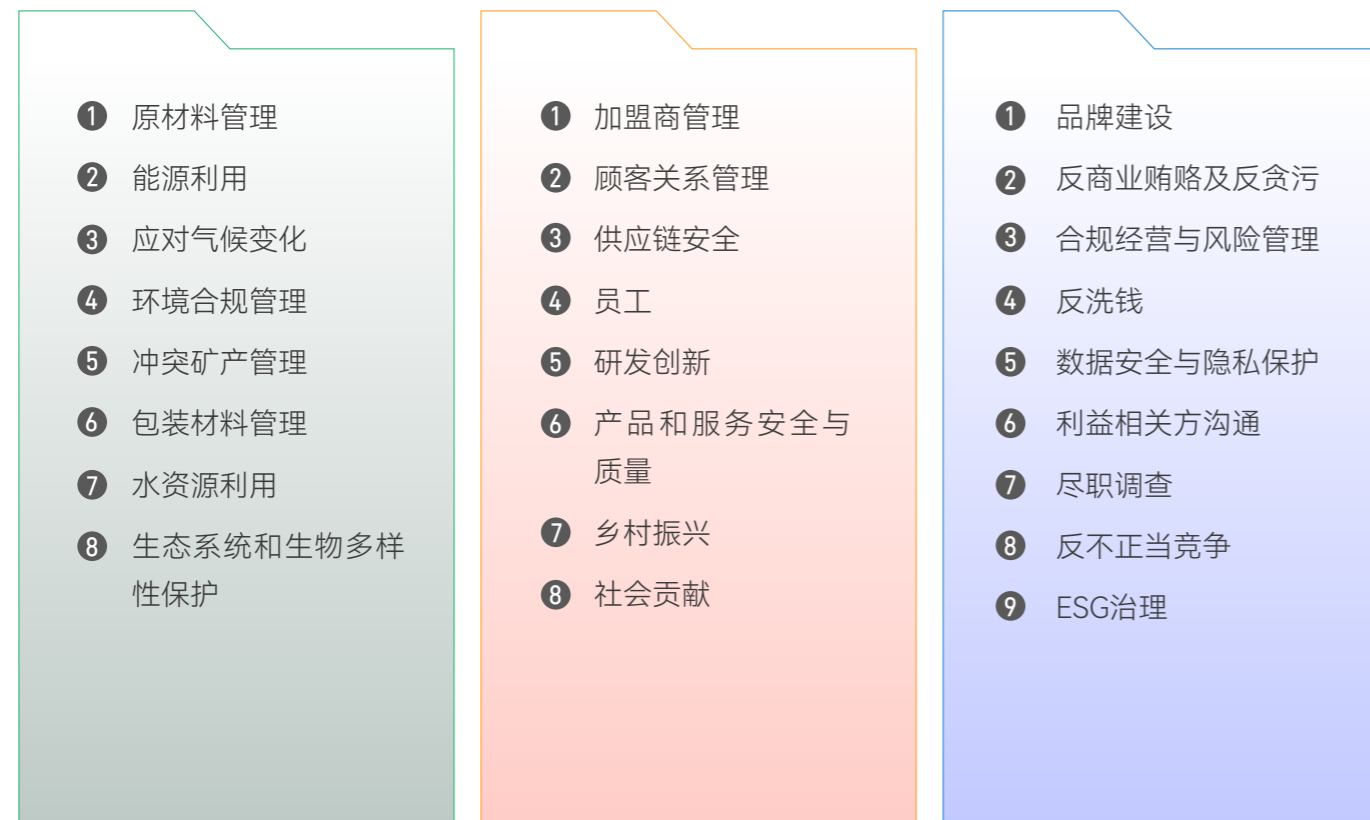 ❶ 原材料管理
❷ 能源利用
❸ 应对气候变化
❹ 环境合规管理
❺ 冲突矿产管理
❻ 包装材料管理
❼ 水资源利用
❽ 生态系统和生物多样
性保护
❶ 加盟商管理
❷ 顾客关系管理
❸ 供应链安全
❹ 员工
❺ 研发创新
❻ 产品和服务安全与
质量
❼ 乡村振兴
❽ 社会贡献
❶ 品牌建设
❷ 反商业贿赂及反贪污
❸ 合规经营与风险管理
❹ 反洗钱
❺ 数据安全与隐私保护
❻ 利益相关方沟通
❼ 尽职调查
❽ 反不正当竞争
❾ ESG治理